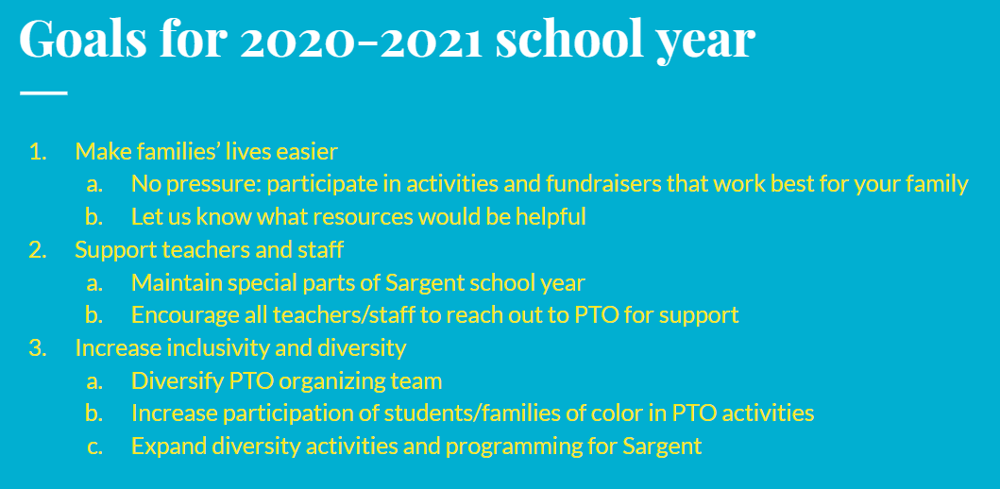 Goals for 2020-2021 school year
1. Make families’ lives easier
a. No pressure: participate in activities and fundraisers that work best for your family
b. Let us know what resources would be helpful
2. Support teachers and staff
a. Maintain special parts of Sargent school year
b. Encourage all teachers/staff to reach out to PTO for support
3. Increase inclusivity and diversity
a. Diversify PTO organizing team
b. Increase participation of students/families of color in PTO activities
c. Expand diversity activities and programming for Sargent